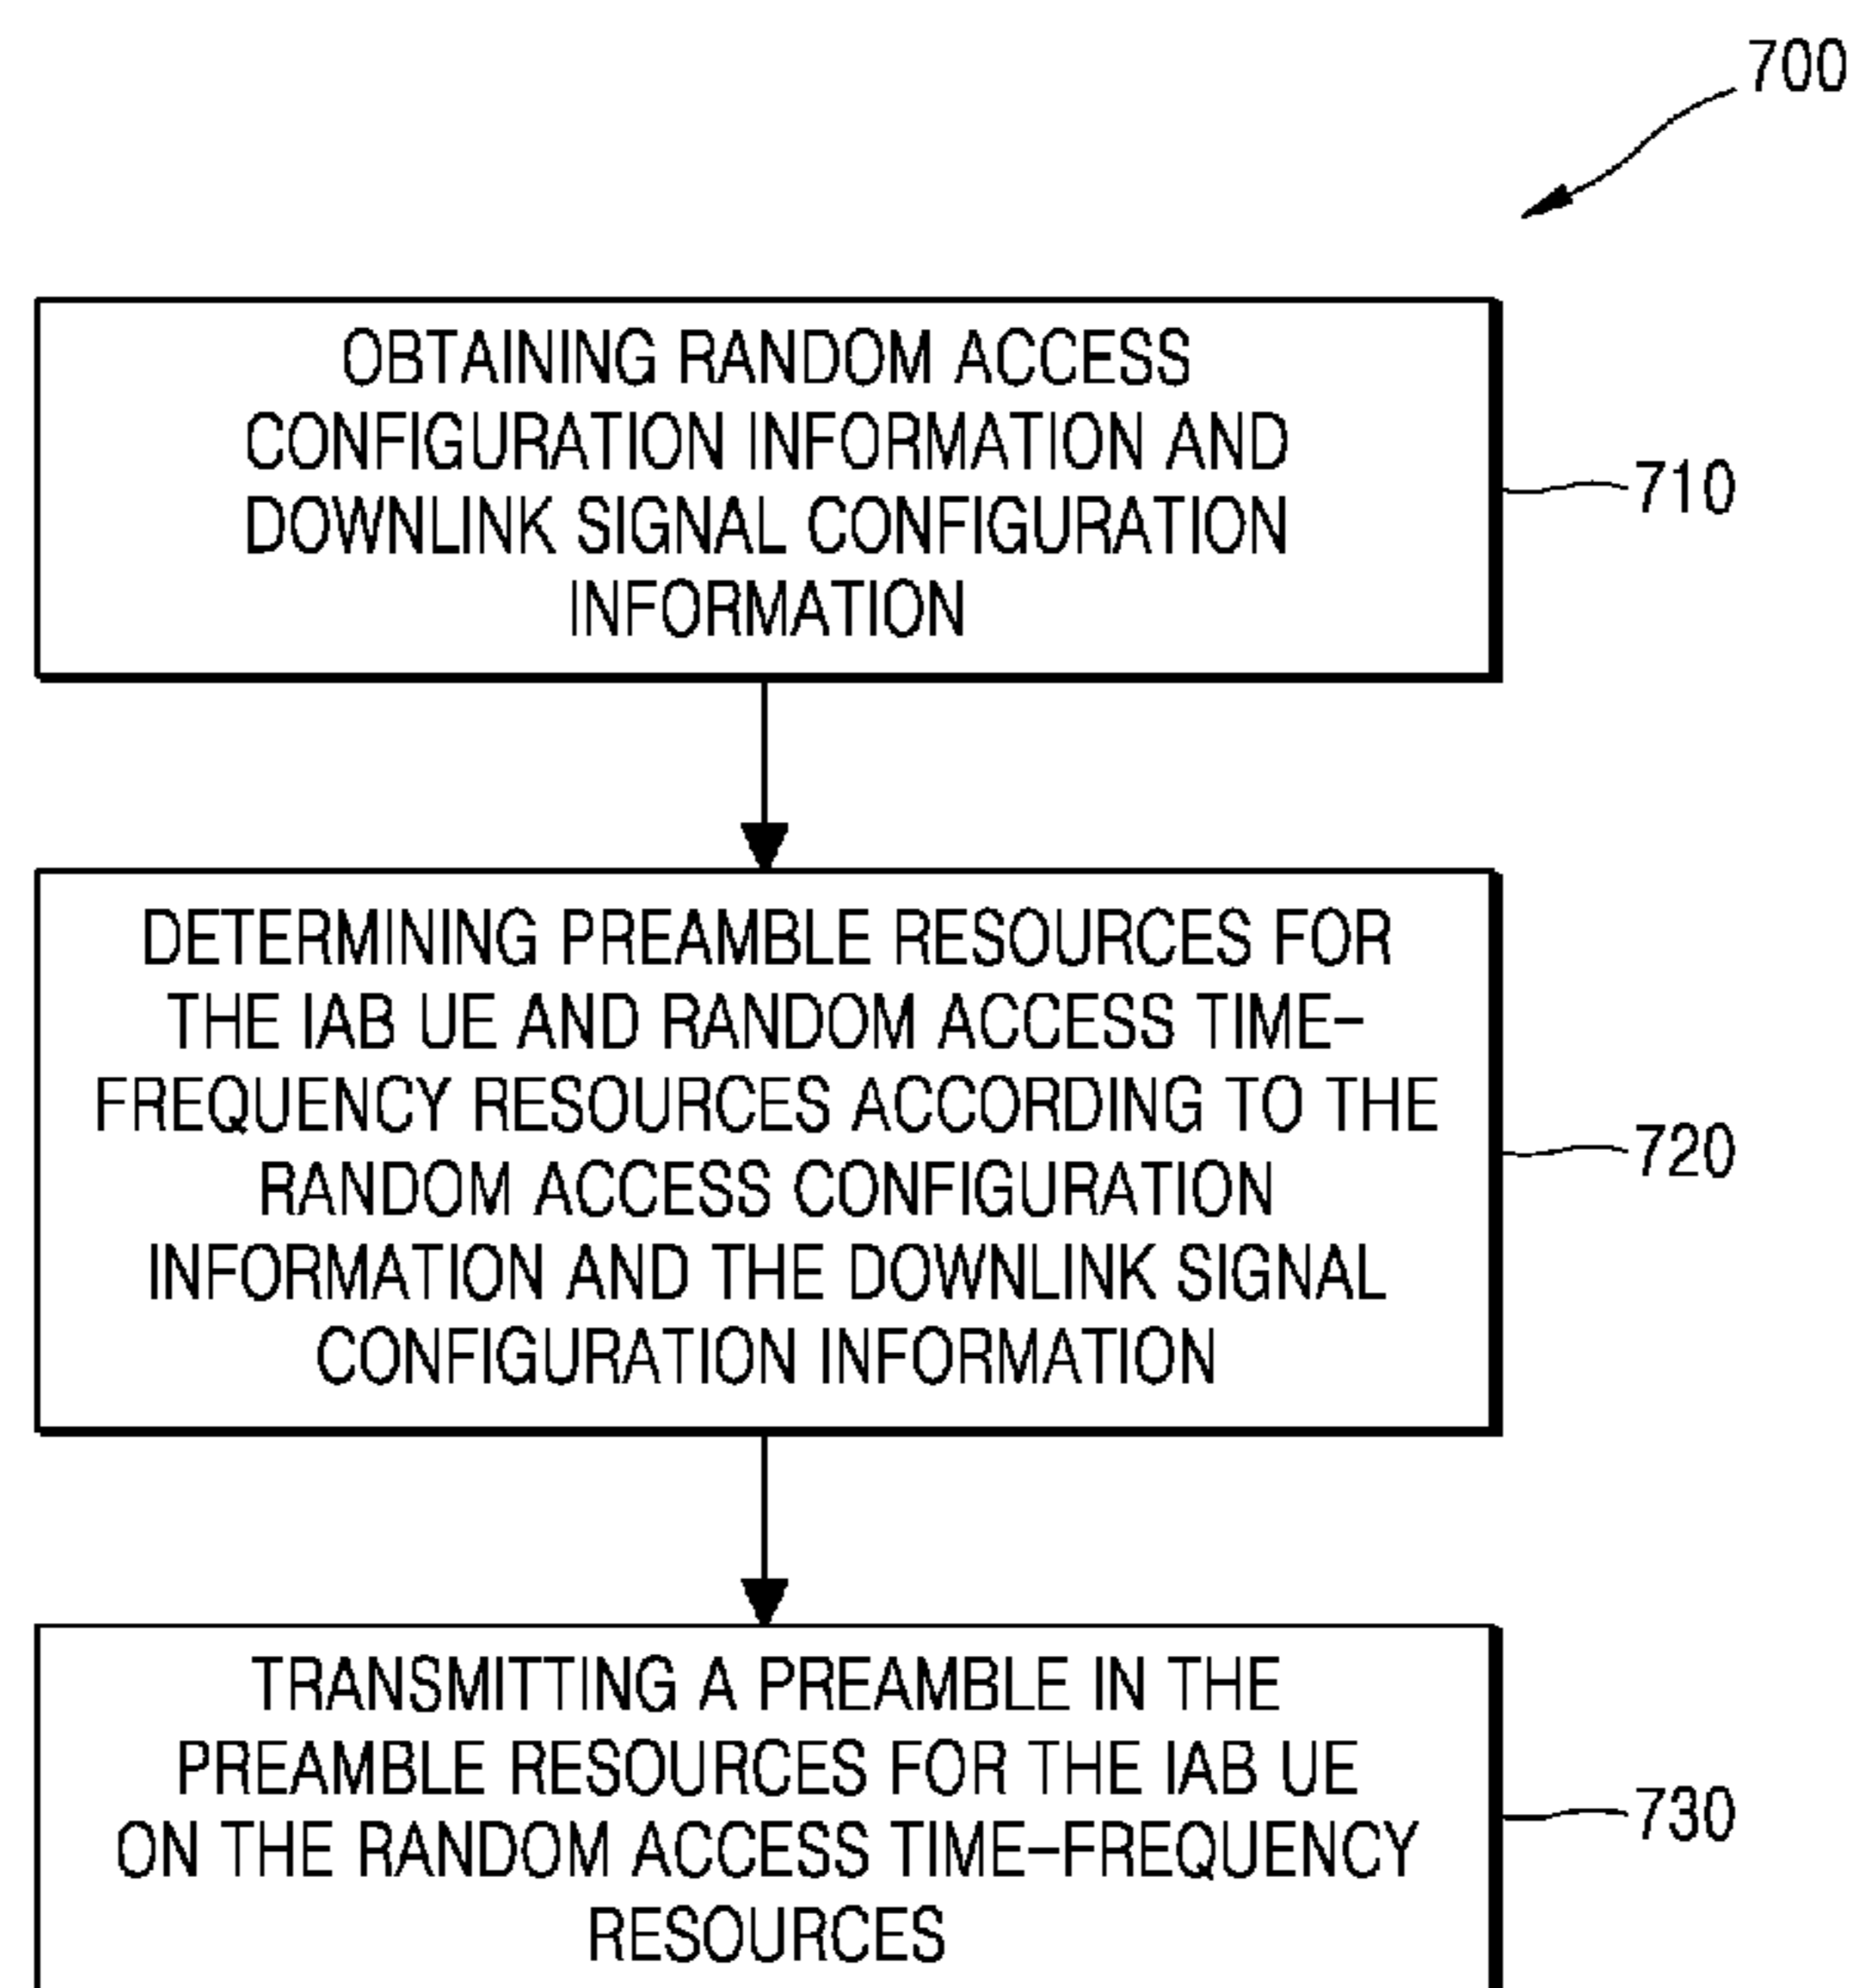 700
OBTAINING RANDOM ACCESS
CONFIGURATION INFORMATION AND
DOWNLINK SIGNAL CONFIGURATION
INFORMATION
710
DETERMINING PREAMBLE RESOURCES FOR
THE IAB UE AND RANDOM ACCESS TIME-
FREQUENCY RESOURCES ACCORDING TO THE
RANDOM ACCESS CONFIGURATION
INFORMATION AND THE DOWNLINK SIGNAL
CONFIGURATION INFORMATION
720
TRANSMITTING A PREAMBLE IN THE
PREAMBLE RESOURCES FOR THE IAB UE
ON THE RANDOM ACCESS TIME-FREQUENCY
RESOURCES
730